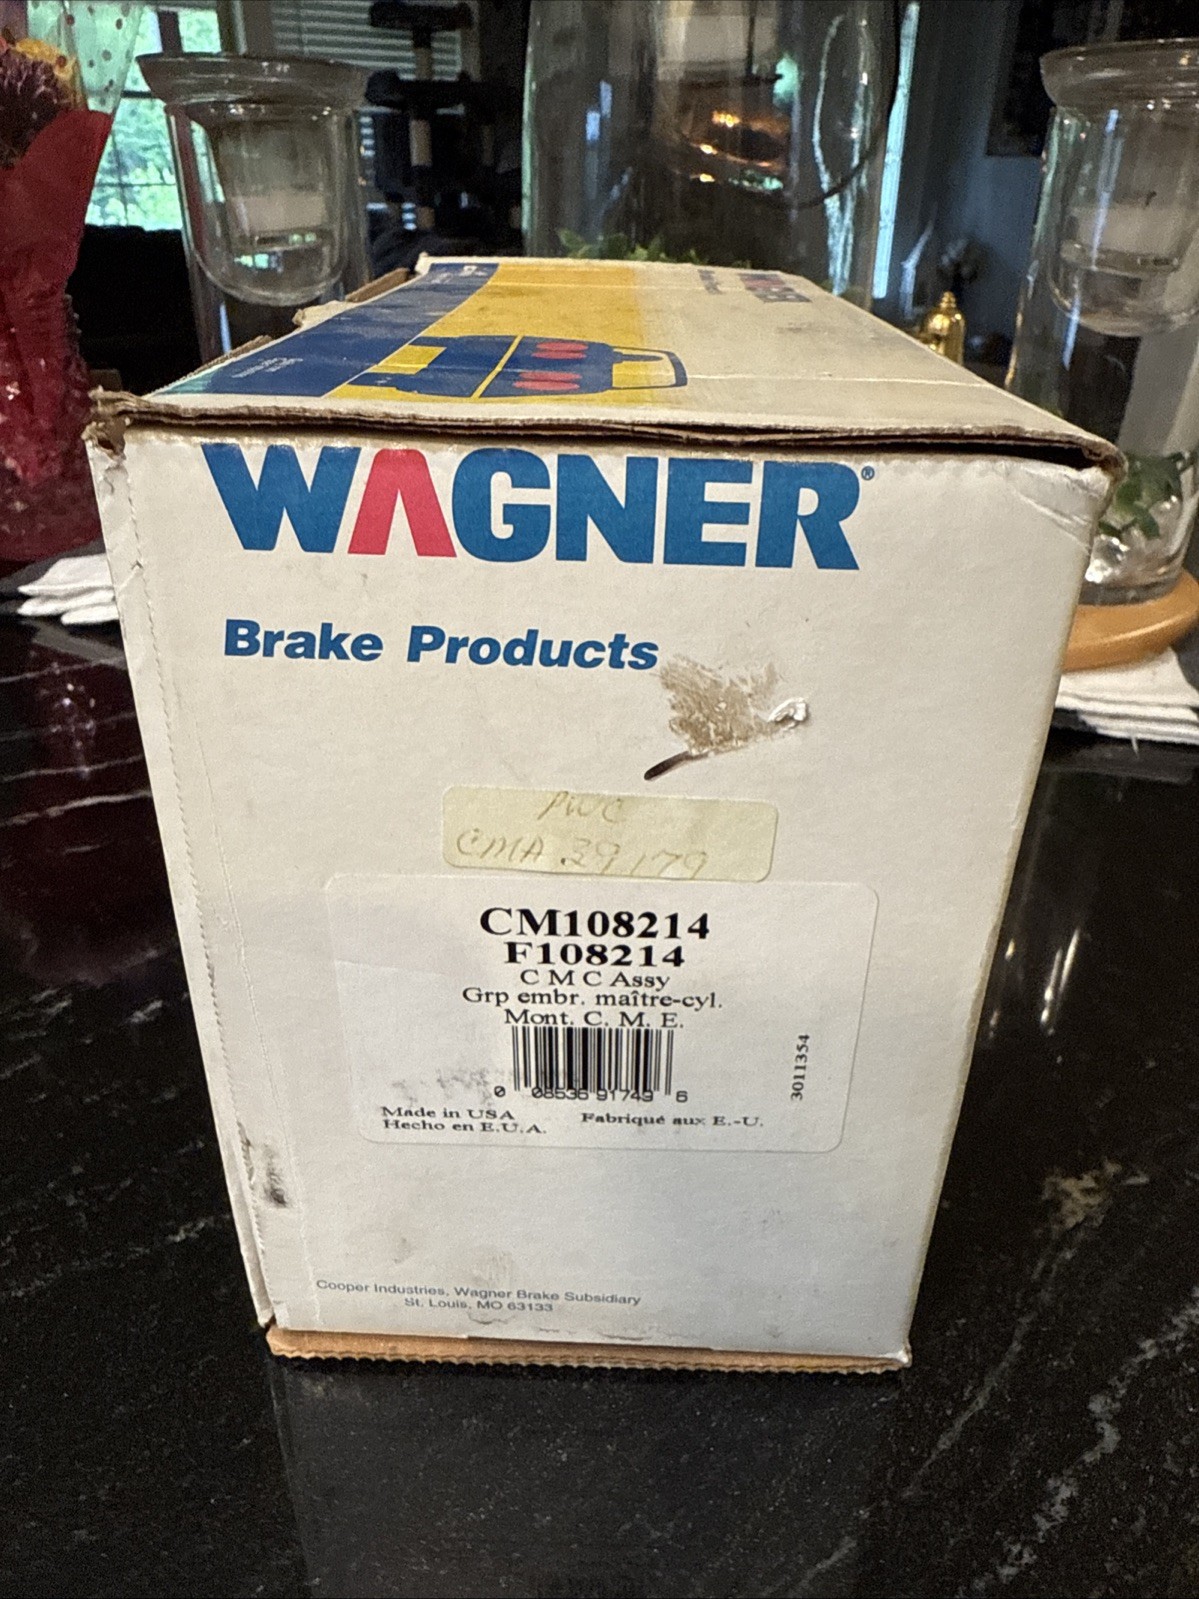 WAGNER®
Brake Products
PWC
CMA 39179
CM108214
F108214
C M C Assy
Grp embr. maître-cyl.
Mont. C. M. E.
0 08536 91749 6
3011354
Made in USA
Fabriqué aux E.-U.
Hecho en E.U.A.
Cooper Industries, Wagner Brake Subsidiary
St. Louis, MO 63133